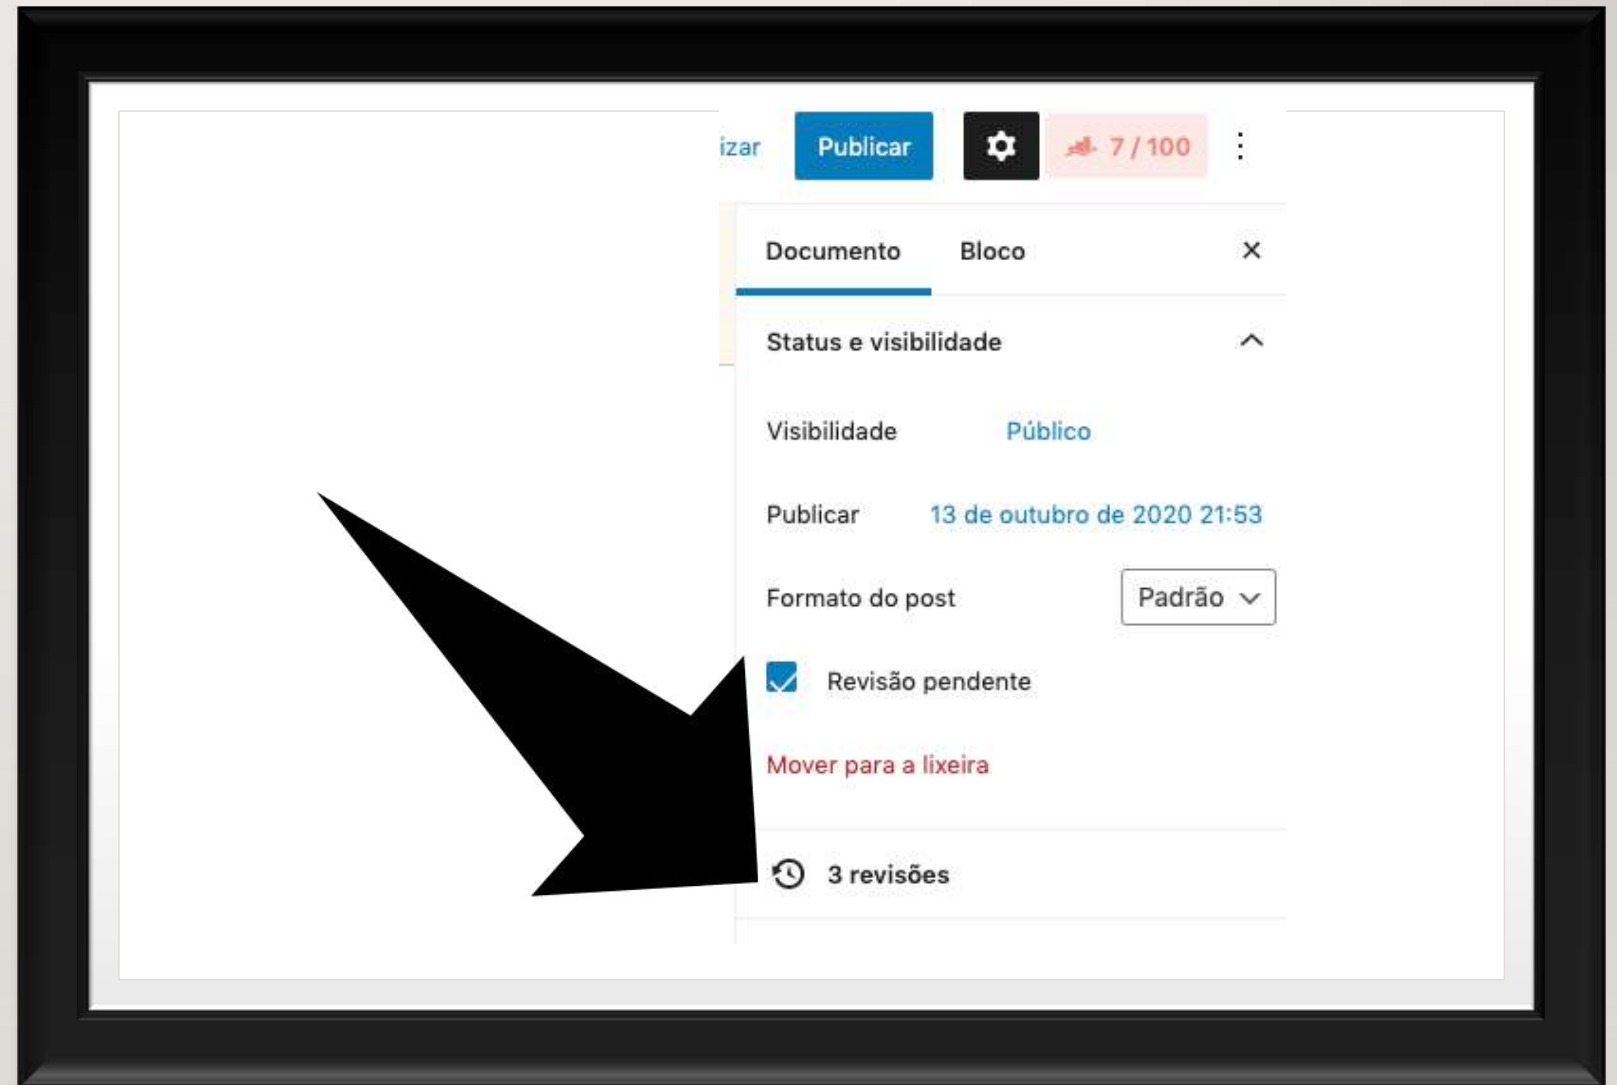 izar Publicar 7 / 100
Documento Bloco
Status e visibilidade
Visibilidade Público
Publicar 13 de outubro de 2020 21:53
Formato do post Padrão
Revisão pendente
Mover para a lixeira
3 revisões